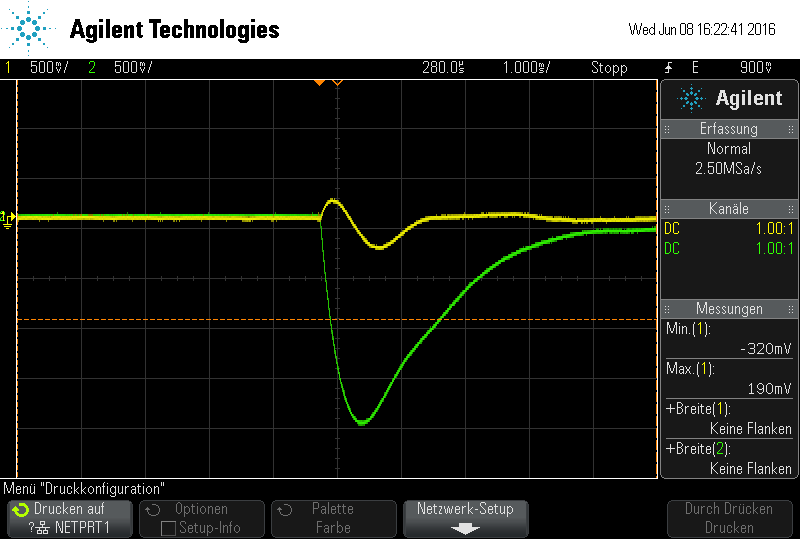 Agilent Technologies
Wed Jun 08 16:22:41 2016
1 500mV/ 2 500mV/ 280.0µs 1.000ms/ Stopp E 900mV
Agilent
Erfassung
Normal
2.50MSa/s
Kanäle
DC 1.00:1
DC 1.00:1
Messungen
Min.(1):
-320mV
Max.(1):
190mV
+Breite(1):
Keine Flanken
+Breite(2):
Keine Flanken
Menü "Druckkonfiguration"
Drucken auf
?NETPRT1
Optionen
Setup-Info
Palette
Farbe
Netzwerk-Setup
Durch Drücken
Drucken